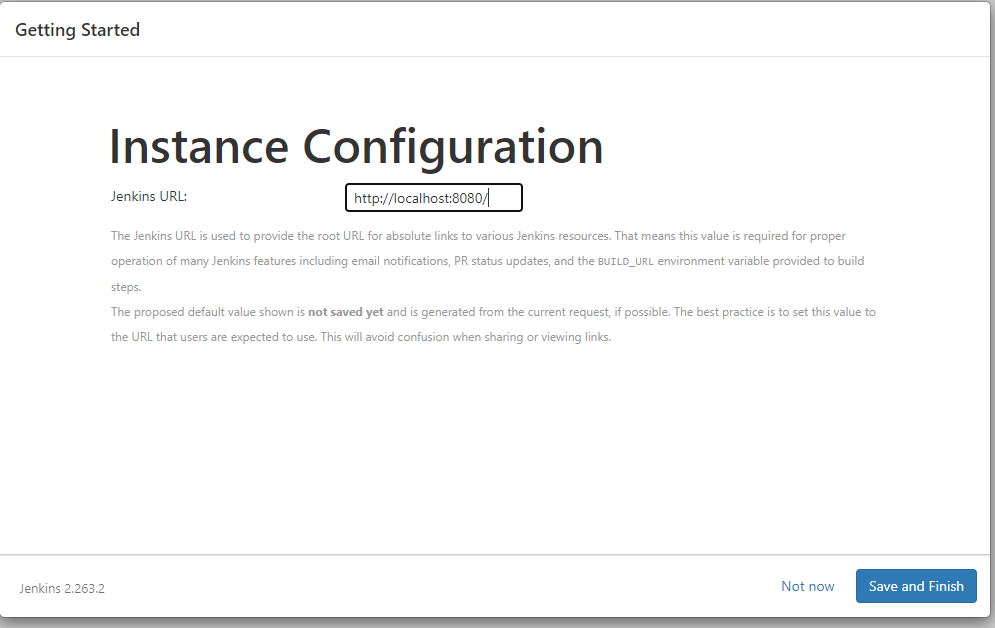 Getting Started
Instance Configuration
Jenkins URL: http://localhost:8080/
The Jenkins URL is used to provide the root URL for absolute links to various Jenkins resources. That means this value is required for proper
operation of many Jenkins features including email notifications, PR status updates, and the BUILD_URL environment variable provided to build
steps.
The proposed default value shown is not saved yet and is generated from the current request, if possible. The best practice is to set this value to
the URL that users are expected to use. This will avoid confusion when sharing or viewing links.
Jenkins 2.263.2 Not now Save and Finish